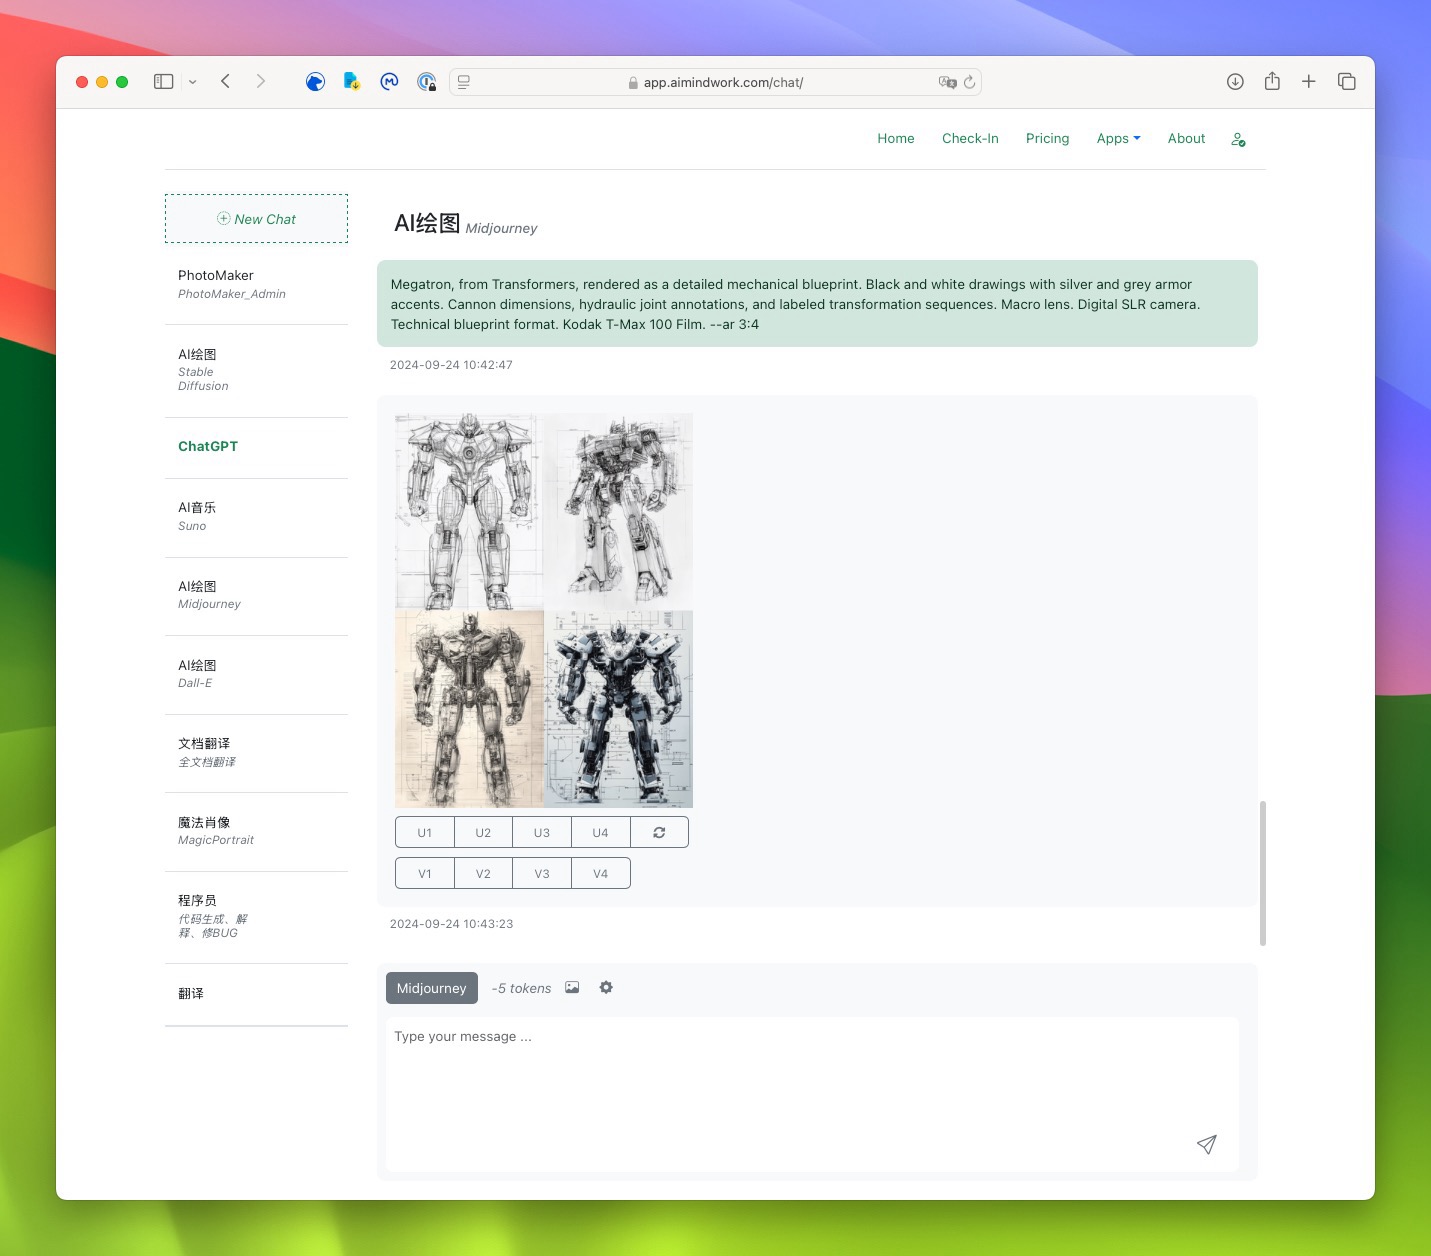 app.aimindwork.com/chat/
Home Check-In Pricing Apps About
New Chat
PhotoMaker
PhotoMaker_Admin
AI绘图
Stable
Diffusion
ChatGPT
AI音乐
Suno
AI绘图
Midjourney
AI绘图
Dall-E
文档翻译
全文档翻译
魔法肖像
MagicPortrait
程序员
代码生成、解
释、修BUG
翻译
AI绘图 Midjourney
Megatron, from Transformers, rendered as a detailed mechanical blueprint. Black and white drawings with silver and grey armor
accents. Cannon dimensions, hydraulic joint annotations, and labeled transformation sequences. Macro lens. Digital SLR camera.
Technical blueprint format. Kodak T-Max 100 Film. --ar 3:4
2024-09-24 10:42:47
U1 U2 U3 U4
V1 V2 V3 V4
2024-09-24 10:43:23
Midjourney -5 tokens
Type your message ...